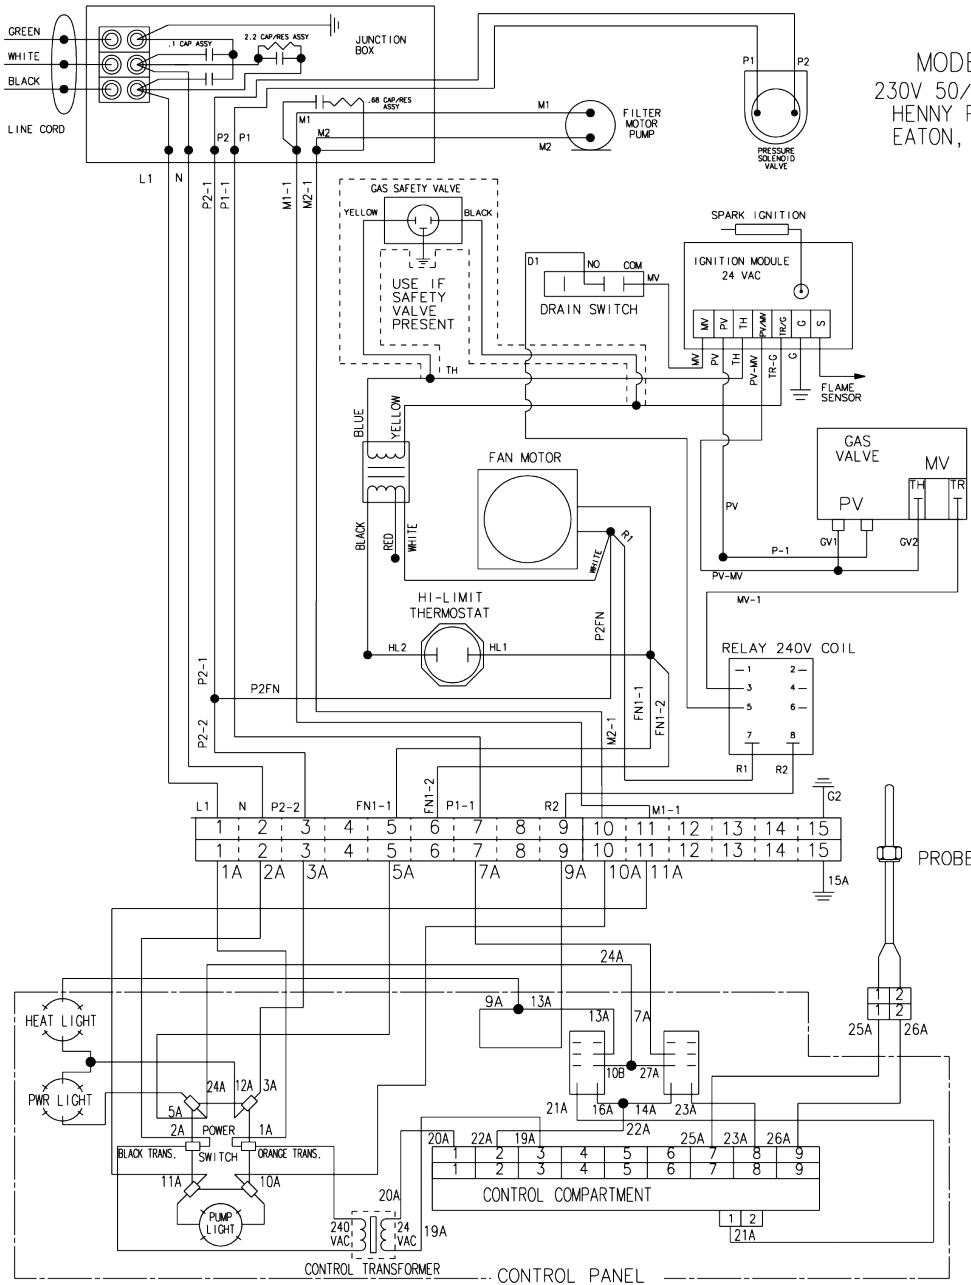 GREEN
WHITE
BLACK
LINE CORD
.1 CAP ASSY
2.2 CAP/RES ASSY
JUNCTION
BOX
.68 CAP/RES
ASSY
M1
M2
P2 P1
M1
M2
FILTER
MOTOR
PUMP
P1 P2
PRESSURE
SOLENOID
VALVE
MODE
230V 50/
HENNY P
EATON,
L1 N
P2-1
P1-1
M1-1
M2-1
GAS SAFETY VALVE
YELLOW BLACK
USE IF
SAFETY
VALVE
PRESENT
D1 NO COM MV
DRAIN SWITCH
SPARK IGNITION
IGNITION MODULE
24 VAC
MV PV TH PV/MV TR/G G S
MV PV TH PV-MV TR-G G
FLAME
SENSOR
TH
BLUE
YELLOW
BLACK
RED
WHITE
FAN MOTOR
WHITE
R1
P2FN
HI-LIMIT
THERMOSTAT
HL2 HL1
GAS
VALVE
MV
TH TR
PV
GV1 GV2
PV
P-1
PV-MV
MV-1
RELAY 240V COIL
1 2
3 4
5 6
7 8
R1 R2
P2-1
P2FN
P2-2
FN1-1
FN1-2
M2-1
L1 N P2-2 FN1-1 FN1-2 P1-1 R2 M1-1 G2
1 2 3 4 5 6 7 8 9 10 11 12 13 14 15
1 2 3 4 5 6 7 8 9 10 11 12 13 14 15
1A 2A 3A 5A 7A 9A 10A 11A 15A
PROBE
1 2
1 2
25A 26A
24A
9A 13A
13A 7A
10B 27A
21A 16A 14A 23A
22A
HEAT LIGHT
PWR LIGHT
24A 12A 3A
5A
2A POWER 1A
SWITCH
BLACK TRANS. ORANGE TRANS.
11A 10A
PUMP
LIGHT
20A 22A 19A 25A 23A 26A
1 2 3 4 5 6 7 8 9
1 2 3 4 5 6 7 8 9
CONTROL COMPARTMENT
1 2
21A
20A
240
VAC
24
VAC
19A
CONTROL TRANSFORMER
CONTROL PANEL